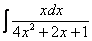 ∫ xdx / (4x² + 2x + 1)